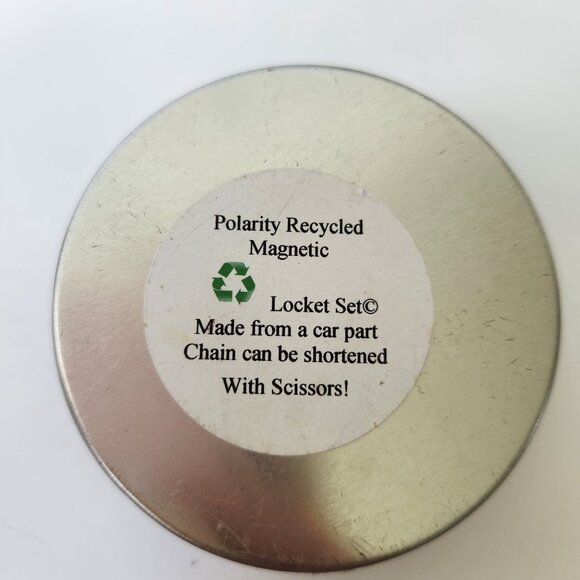 Polarity Recycled
Magnetic
Locket Set©
Made from a car part
Chain can be shortened
With Scissors!